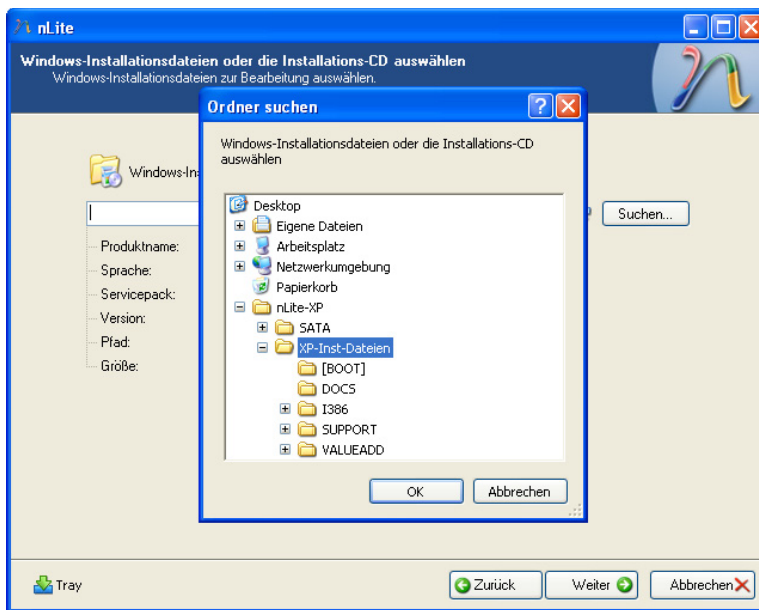 nLite
Windows-Installationsdateien oder die Installations-CD auswählen
Windows-Installationsdateien zur Bearbeitung auswählen.
Ordner suchen
Windows-Installationsdateien oder die Installations-CD
auswählen
Windows-In
Suchen...
Produktname:
Sprache:
Servicepack:
Version:
Pfad:
Größe:
Desktop
Eigene Dateien
Arbeitsplatz
Netzwerkumgebung
Papierkorb
nLite-XP
SATA
XP-Inst-Dateien
[BOOT]
DOCS
I386
SUPPORT
VALUEADD
OK Abbrechen
Tray
Zurück Weiter Abbrechen